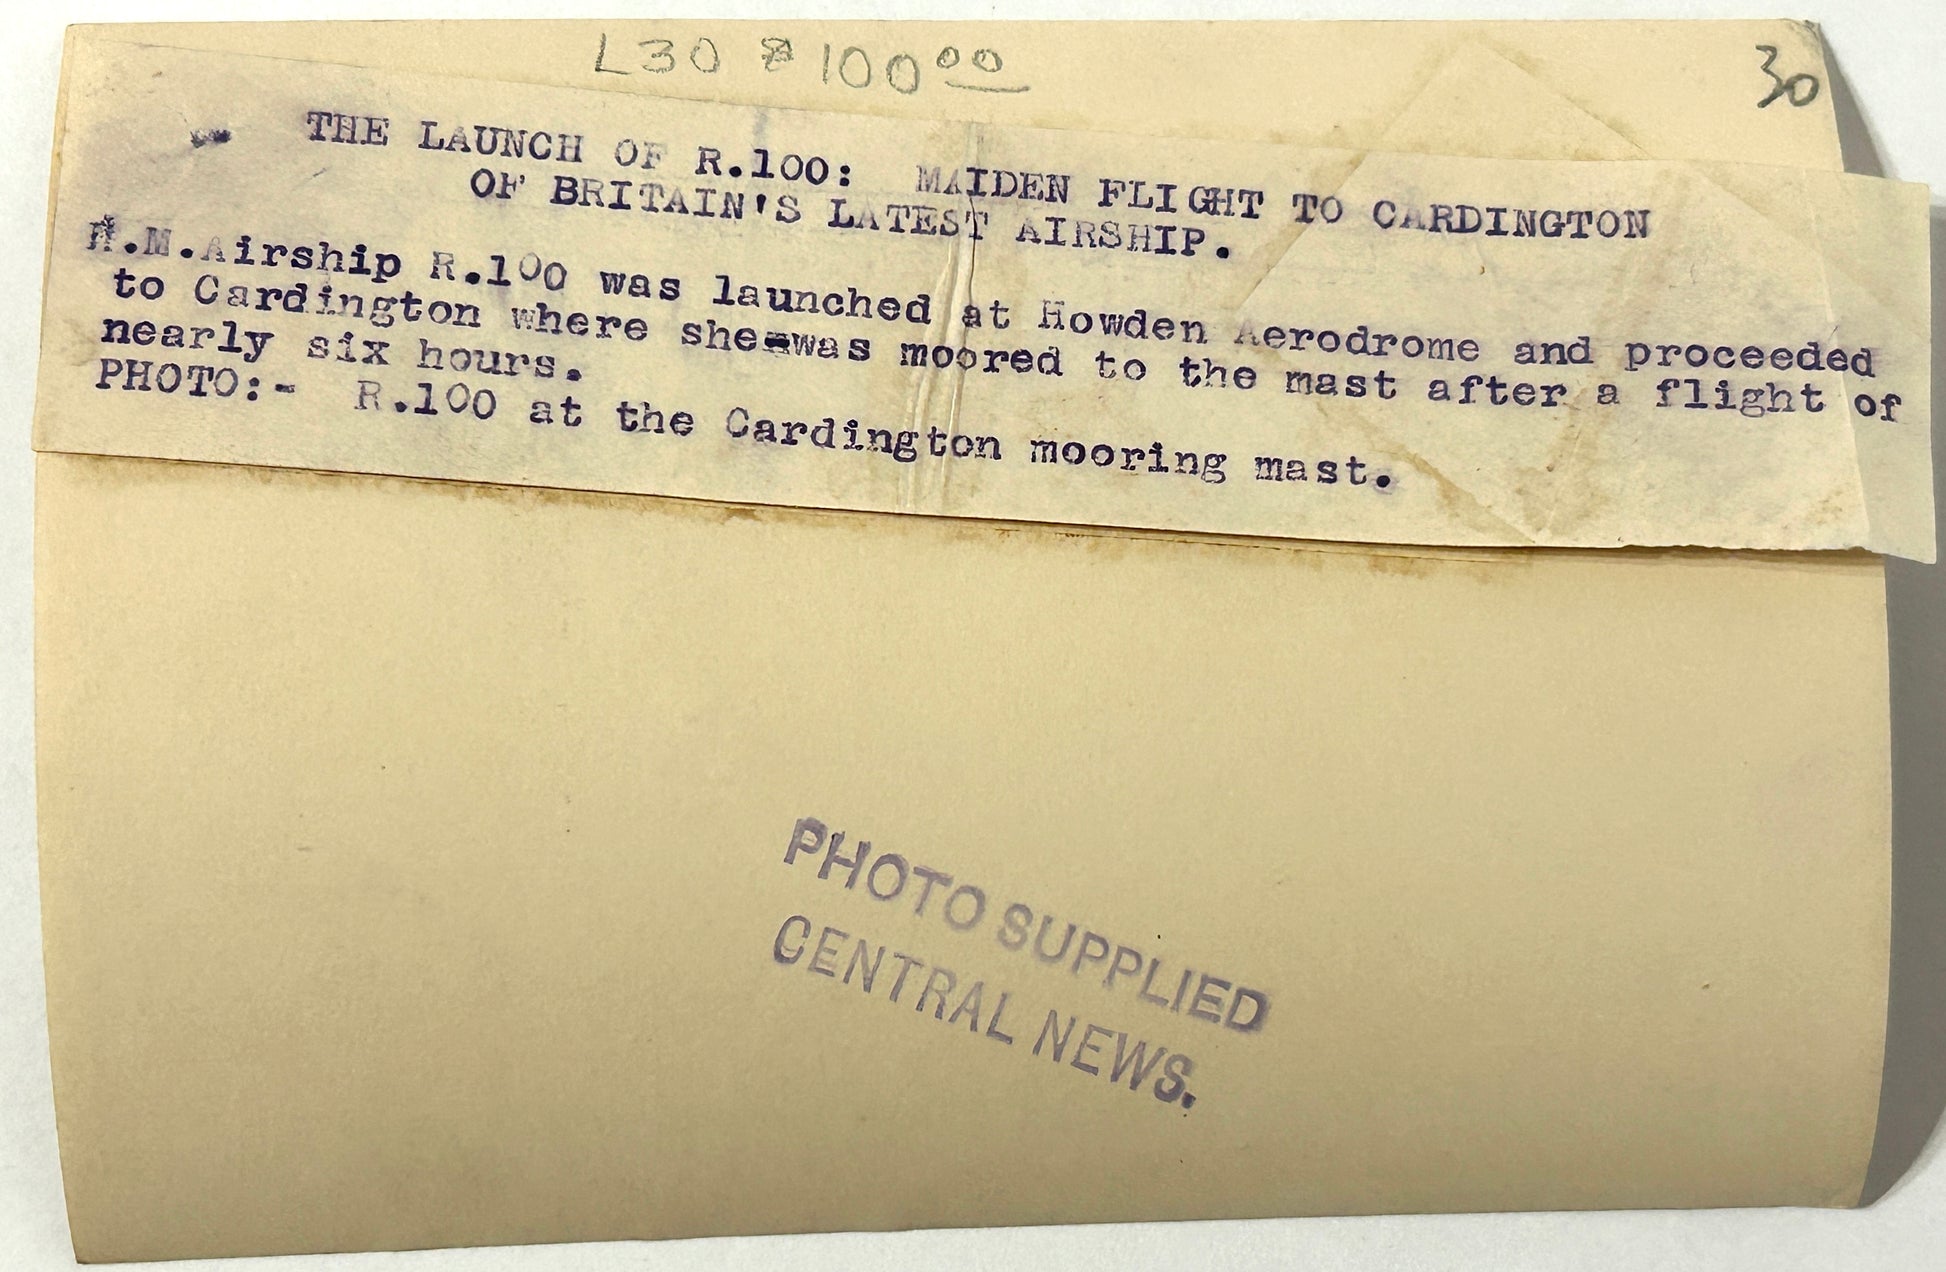 L30 $ 100 00
30
THE LAUNCH OF R.100: MAIDEN FLIGHT TO CARDINGTON
OF BRITAIN'S LATEST AIRSHIP.
H.M.Airship R.100 was launched at Howden Aerodrome and proceeded
to Cardington where she was moored to the mast after a flight of
nearly six hours.
PHOTO:- R.100 at the Cardington mooring mast.
PHOTO SUPPLIED
CENTRAL NEWS.